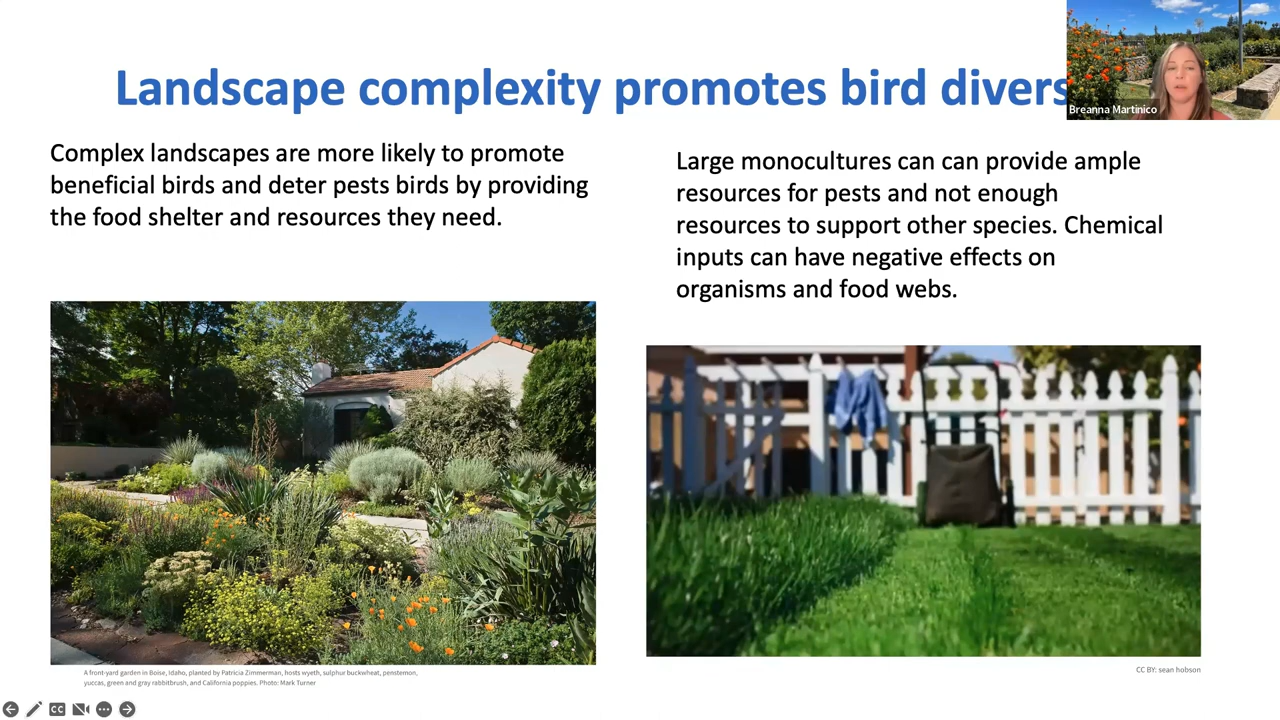 Landscape complexity promotes bird divers
Breanna Martinico
Complex landscapes are more likely to promote
beneficial birds and deter pests birds by providing
the food shelter and resources they need.
Large monocultures can can provide ample
resources for pests and not enough
resources to support other species. Chemical
inputs can have negative effects on
organisms and food webs.
A front-yard garden in Boise, Idaho, planted by Patricia Zimmerman, hosts wyeth, sulphur buckwheat, penstemon,
yuccas, green and gray rabbitbrush, and California poppies. Photo: Mark Turner
CC BY: sean hobson
CC